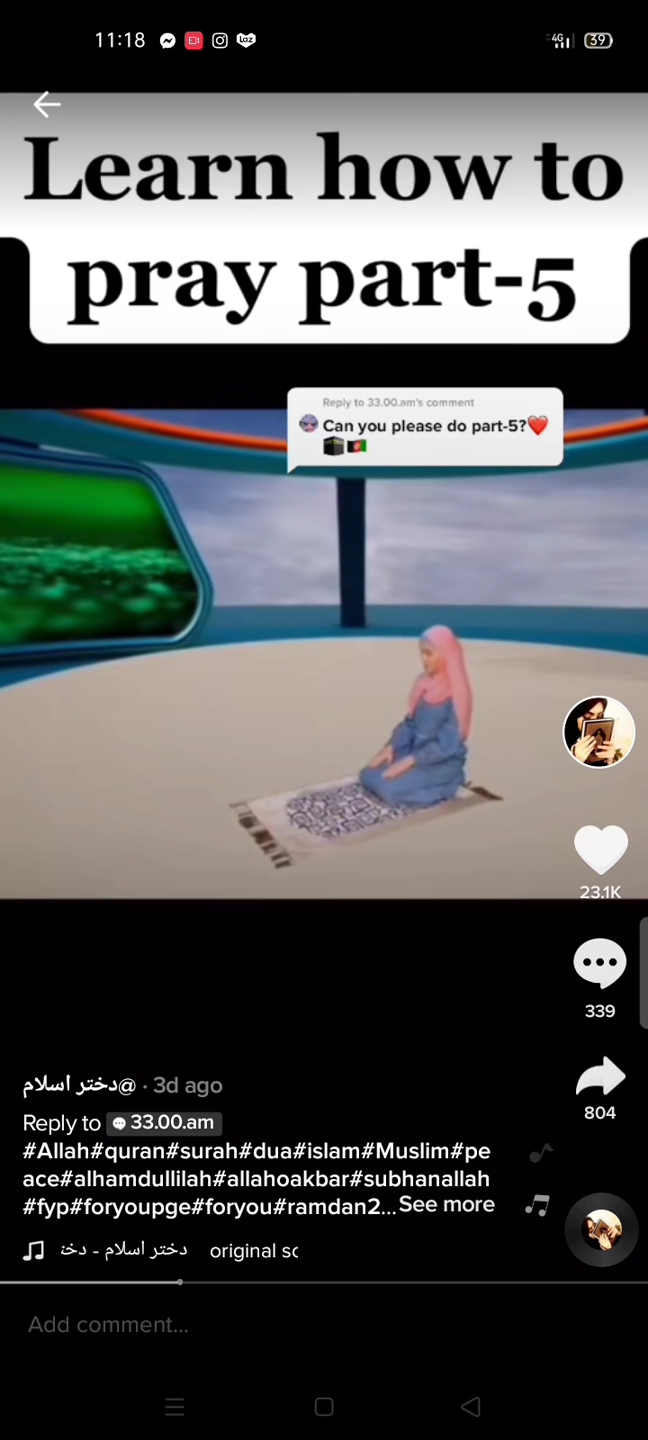 11:18
Laz
4G
39
Learn how to
pray part-5
Reply to 33.00.am's comment
Can you please do part-5?❤️
🕋🇦🇫
23.1K
339
804
@دختر اسلام · 3d ago
Reply to 33.00.am
#Allah#quran#surah#dua#islam#Muslim#pe
ace#alhamdullilah#allahoakbar#subhanallah
#fyp#foryoupge#foryou#ramdan2...See more
دختر اسلام - دخت original sc
Add comment...